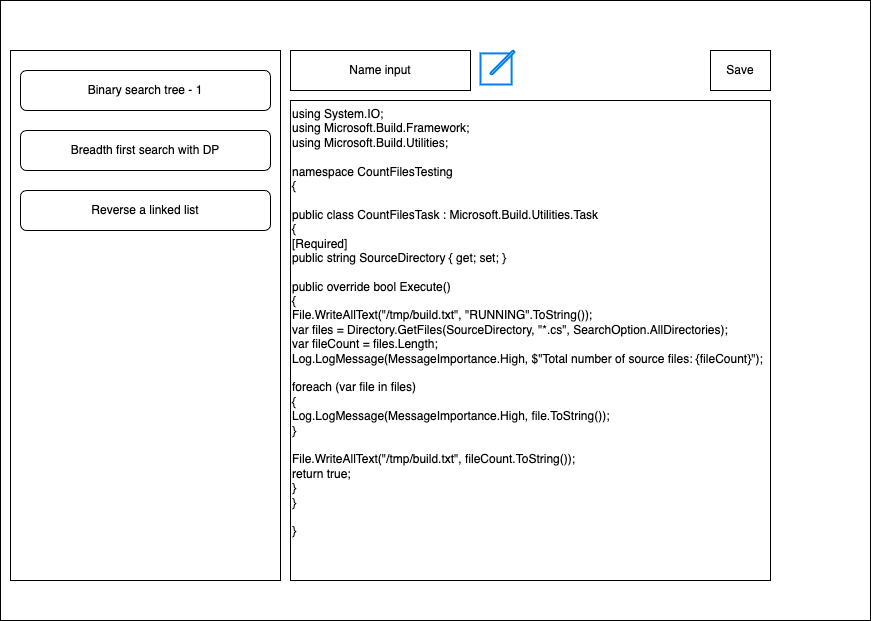 Name input
Save
Binary search tree - 1
Breadth first search with DP
Reverse a linked list
using System.IO;
using Microsoft.Build.Framework;
using Microsoft.Build.Utilities;
namespace CountFilesTesting
{
public class CountFilesTask : Microsoft.Build.Utilities.Task
{
[Required]
public string SourceDirectory { get; set; }
public override bool Execute()
{
File.WriteAllText("/tmp/build.txt", "RUNNING".ToString());
var files = Directory.GetFiles(SourceDirectory, "*.cs", SearchOption.AllDirectories);
var fileCount = files.Length;
Log.LogMessage(MessageImportance.High, $"Total number of source files: {fileCount}");
foreach (var file in files)
{
Log.LogMessage(MessageImportance.High, file.ToString());
}
File.WriteAllText("/tmp/build.txt", fileCount.ToString());
return true;
}
}
}